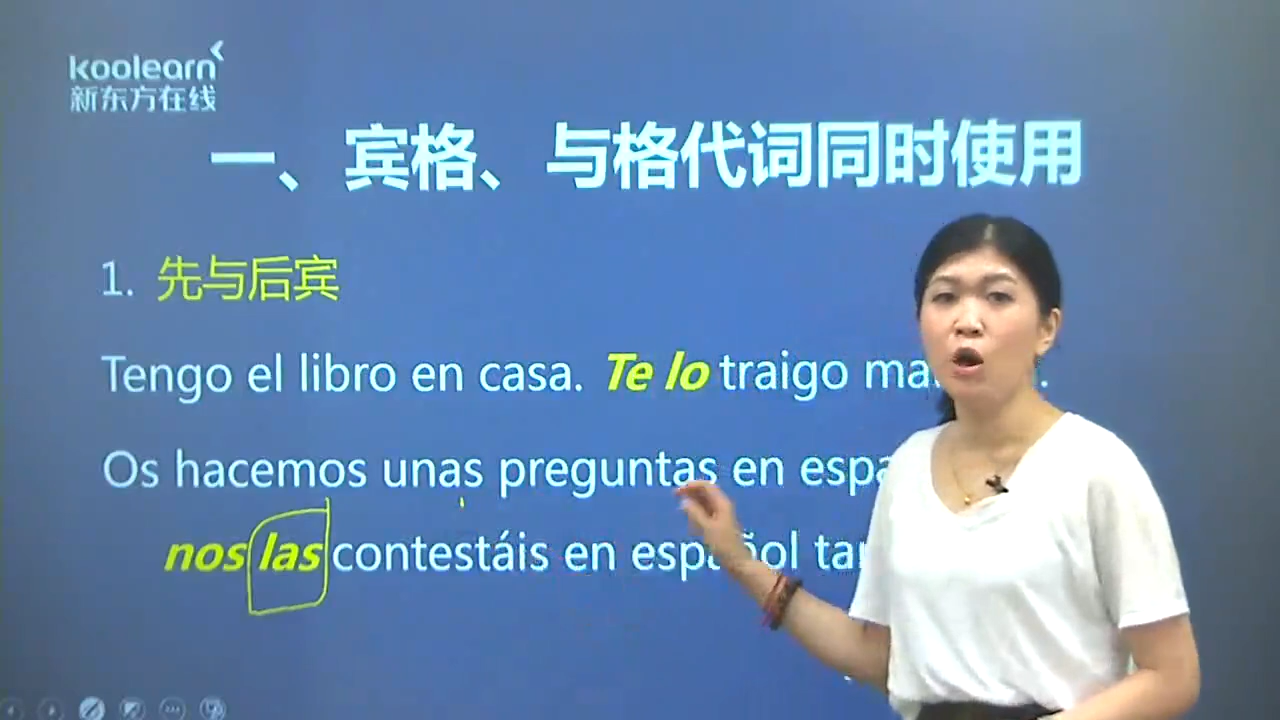 koolearn
新东方在线
一、宾格、与格代词同时使用
1. 先与后宾
Tengo el libro en casa. Te lo traigo
Os hacemos unas preguntas en
nos las contestáis en español